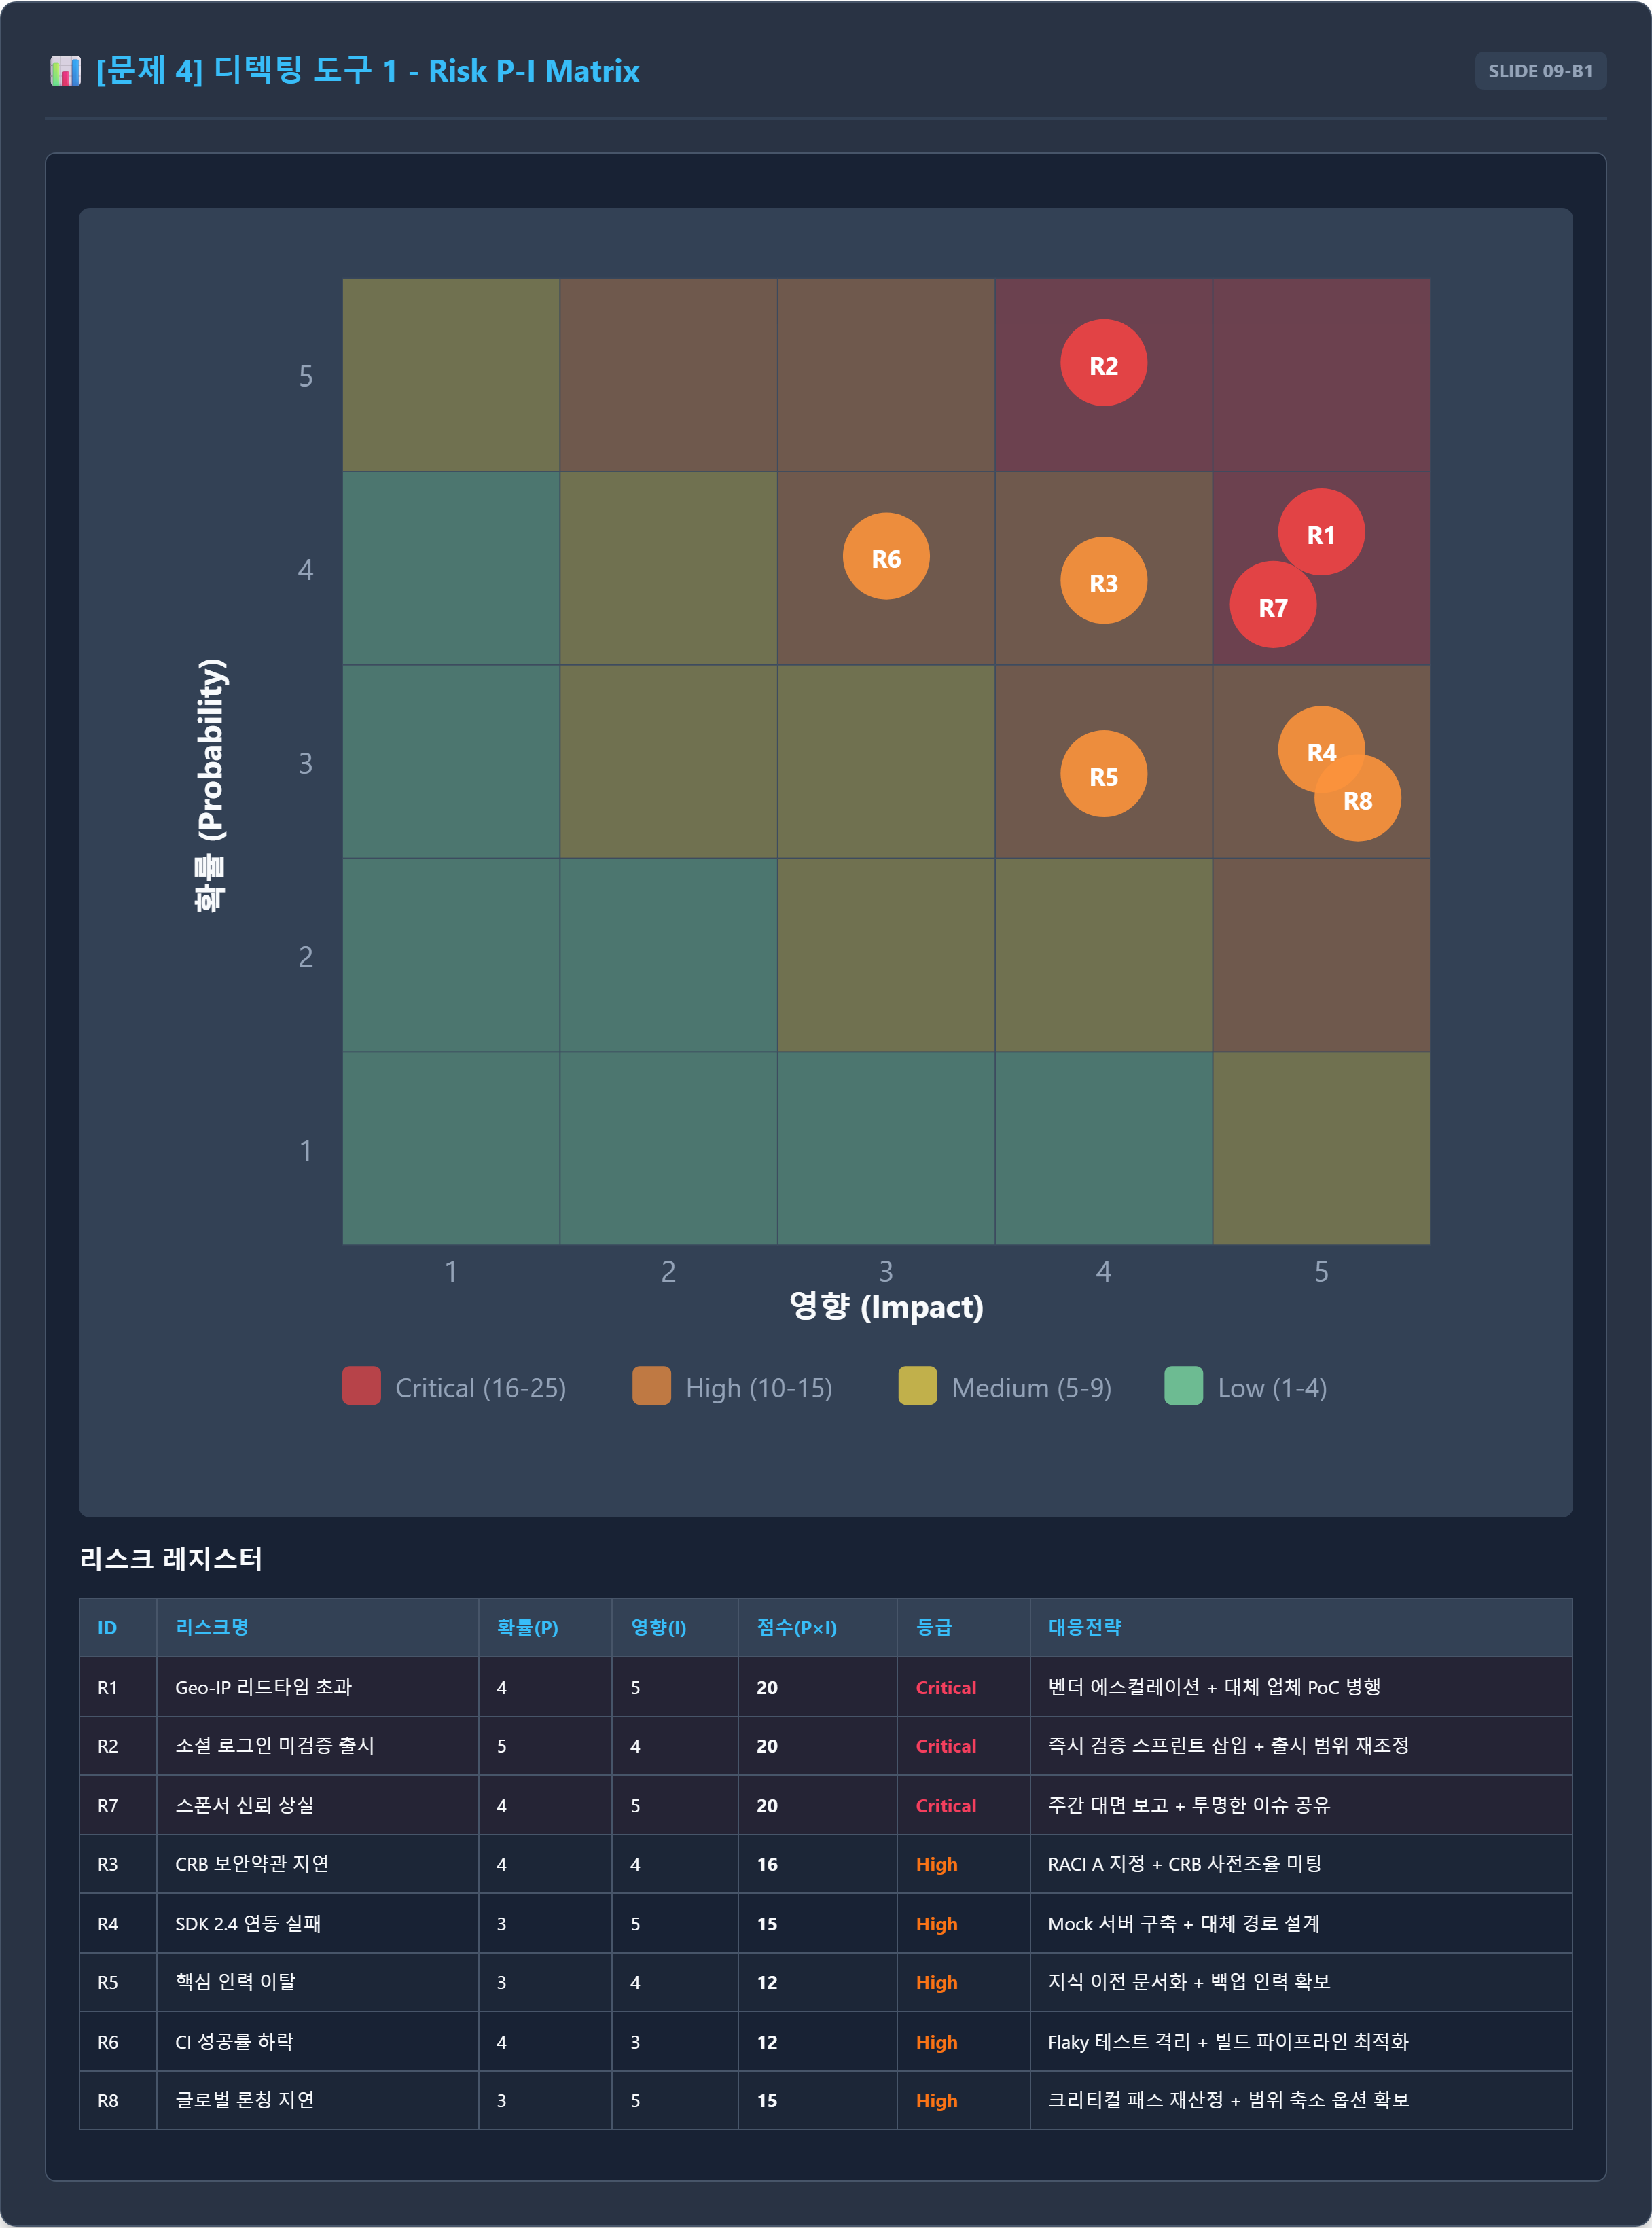 [문제 4] 디텍팅 도구 1 - Risk P-I Matrix
SLIDE 09-B1
확률 (Probability)
5
4
3
2
1
R2
R1
R6
R3
R7
R4
R5
R8
1 2 3 4 5
영향 (Impact)
Critical (16-25) High (10-15) Medium (5-9) Low (1-4)
리스크 레지스터
ID 리스크명 확률(P) 영향(I) 점수(P×I) 등급 대응전략
R1 Geo-IP 리드타임 초과 4 5 20 Critical 벤더 에스컬레이션 + 대체 업체 PoC 병행
R2 소셜 로그인 미검증 출시 5 4 20 Critical 즉시 검증 스프린트 삽입 + 출시 범위 재조정
R7 스폰서 신뢰 상실 4 5 20 Critical 주간 대면 보고 + 투명한 이슈 공유
R3 CRB 보안약관 지연 4 4 16 High RACI A 지정 + CRB 사전조율 미팅
R4 SDK 2.4 연동 실패 3 5 15 High Mock 서버 구축 + 대체 경로 설계
R5 핵심 인력 이탈 3 4 12 High 지식 이전 문서화 + 백업 인력 확보
R6 CI 성공률 하락 4 3 12 High Flaky 테스트 격리 + 빌드 파이프라인 최적화
R8 글로벌 론칭 지연 3 5 15 High 크리티컬 패스 재산정 + 범위 축소 옵션 확보